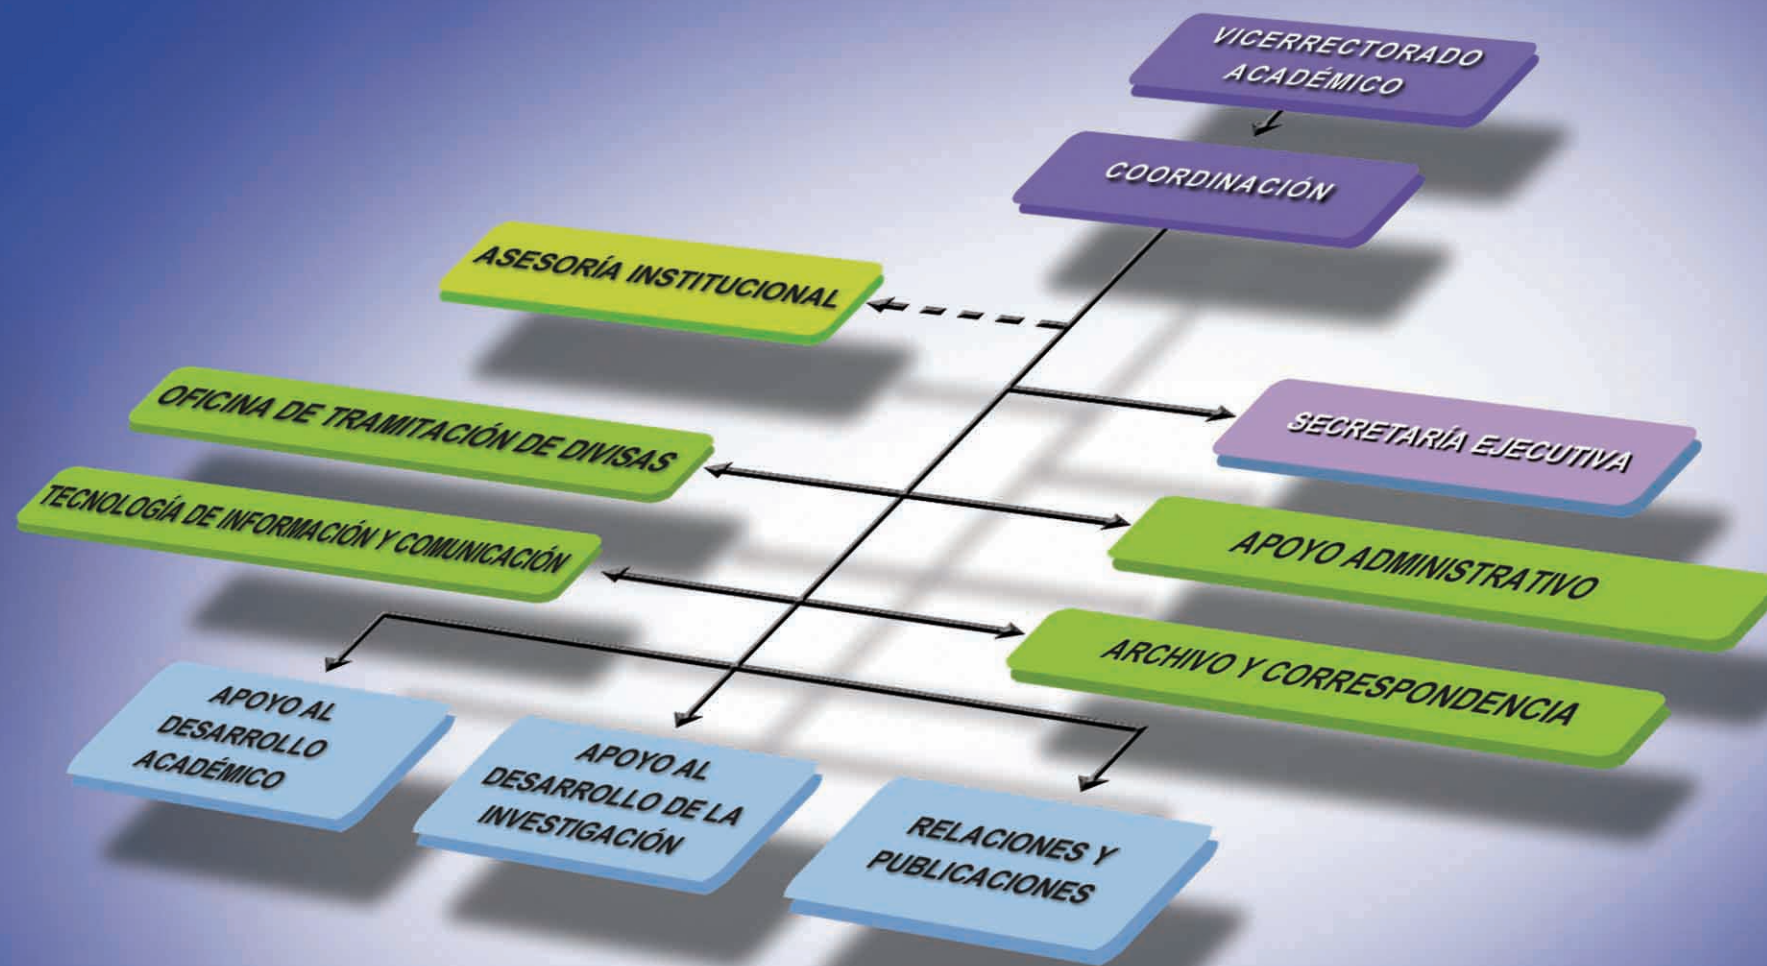 VICERRECTORADO
ACADÉMICO
COORDINACIÓN
ASESORÍA INSTITUCIONAL
SECRETARÍA EJECUTIVA
OFICINA DE TRAMITACIÓN DE DIVISAS
APOYO ADMINISTRATIVO
TECNOLOGÍA DE INFORMACIÓN Y COMUNICACIÓN
ARCHIVO Y CORRESPONDENCIA
APOYO AL
DESARROLLO
ACADÉMICO
APOYO AL
DESARROLLO DE LA
INVESTIGACIÓN
RELACIONES Y
PUBLICACIONES